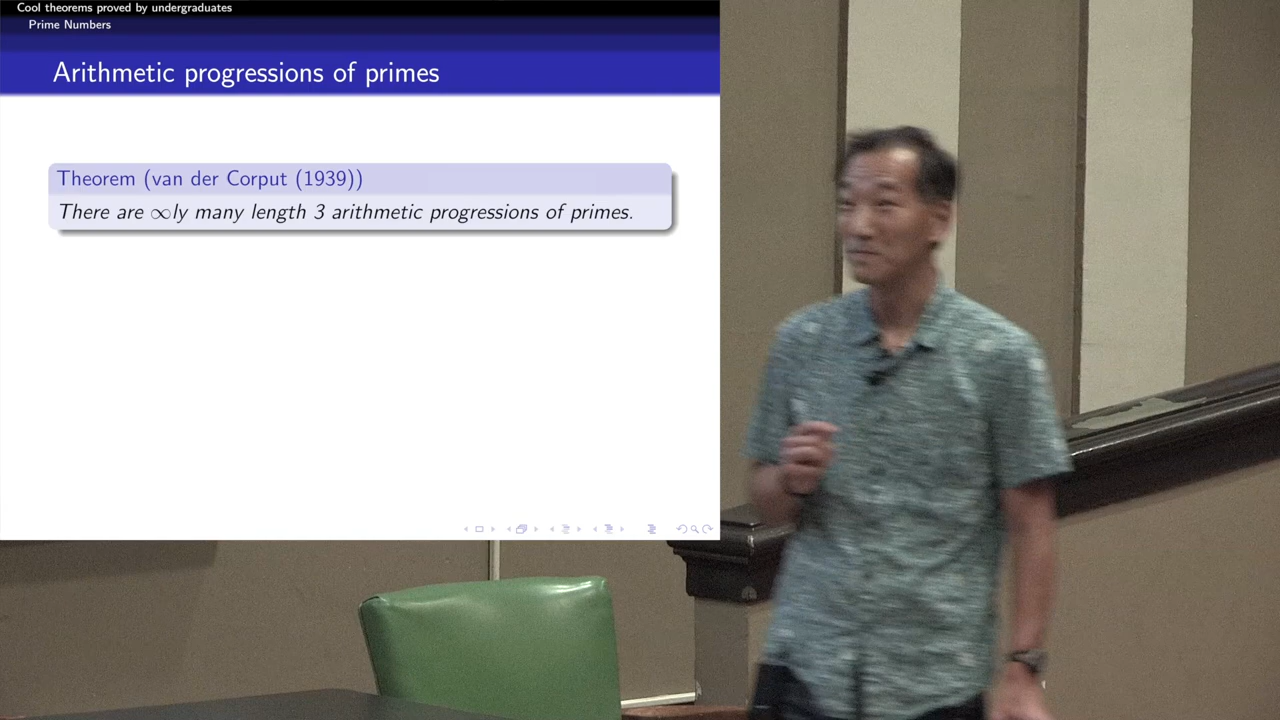 Cool theorems proved by undergraduates
Prime Numbers
Arithmetic progressions of primes
Theorem (van der Corput (1939))
There are ∞ly many length 3 arithmetic progressions of primes.